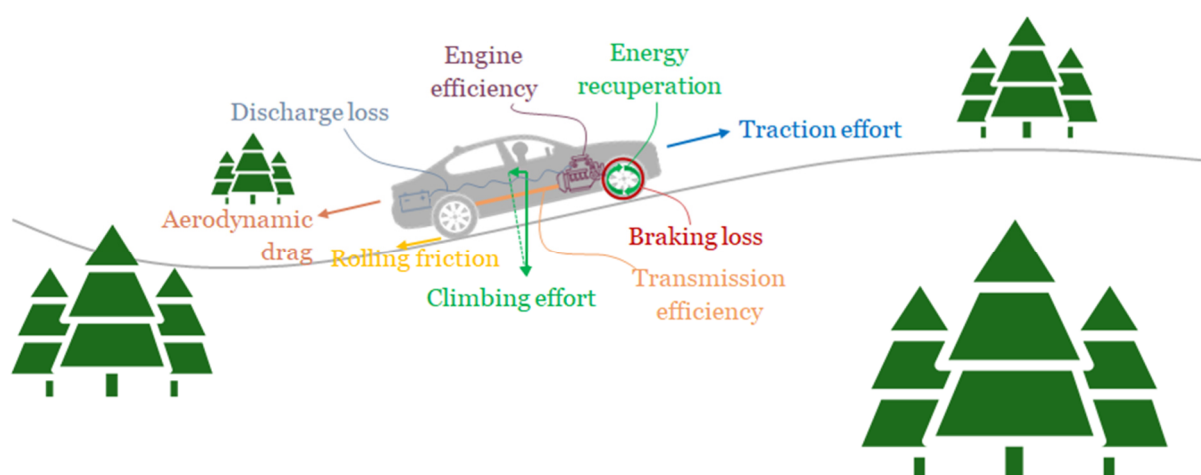 Engine
efficiency
Energy
recuperation
Discharge loss
Traction effort
Aerodynamic
drag
Rolling friction
Braking loss
Climbing effort
Transmission
efficiency